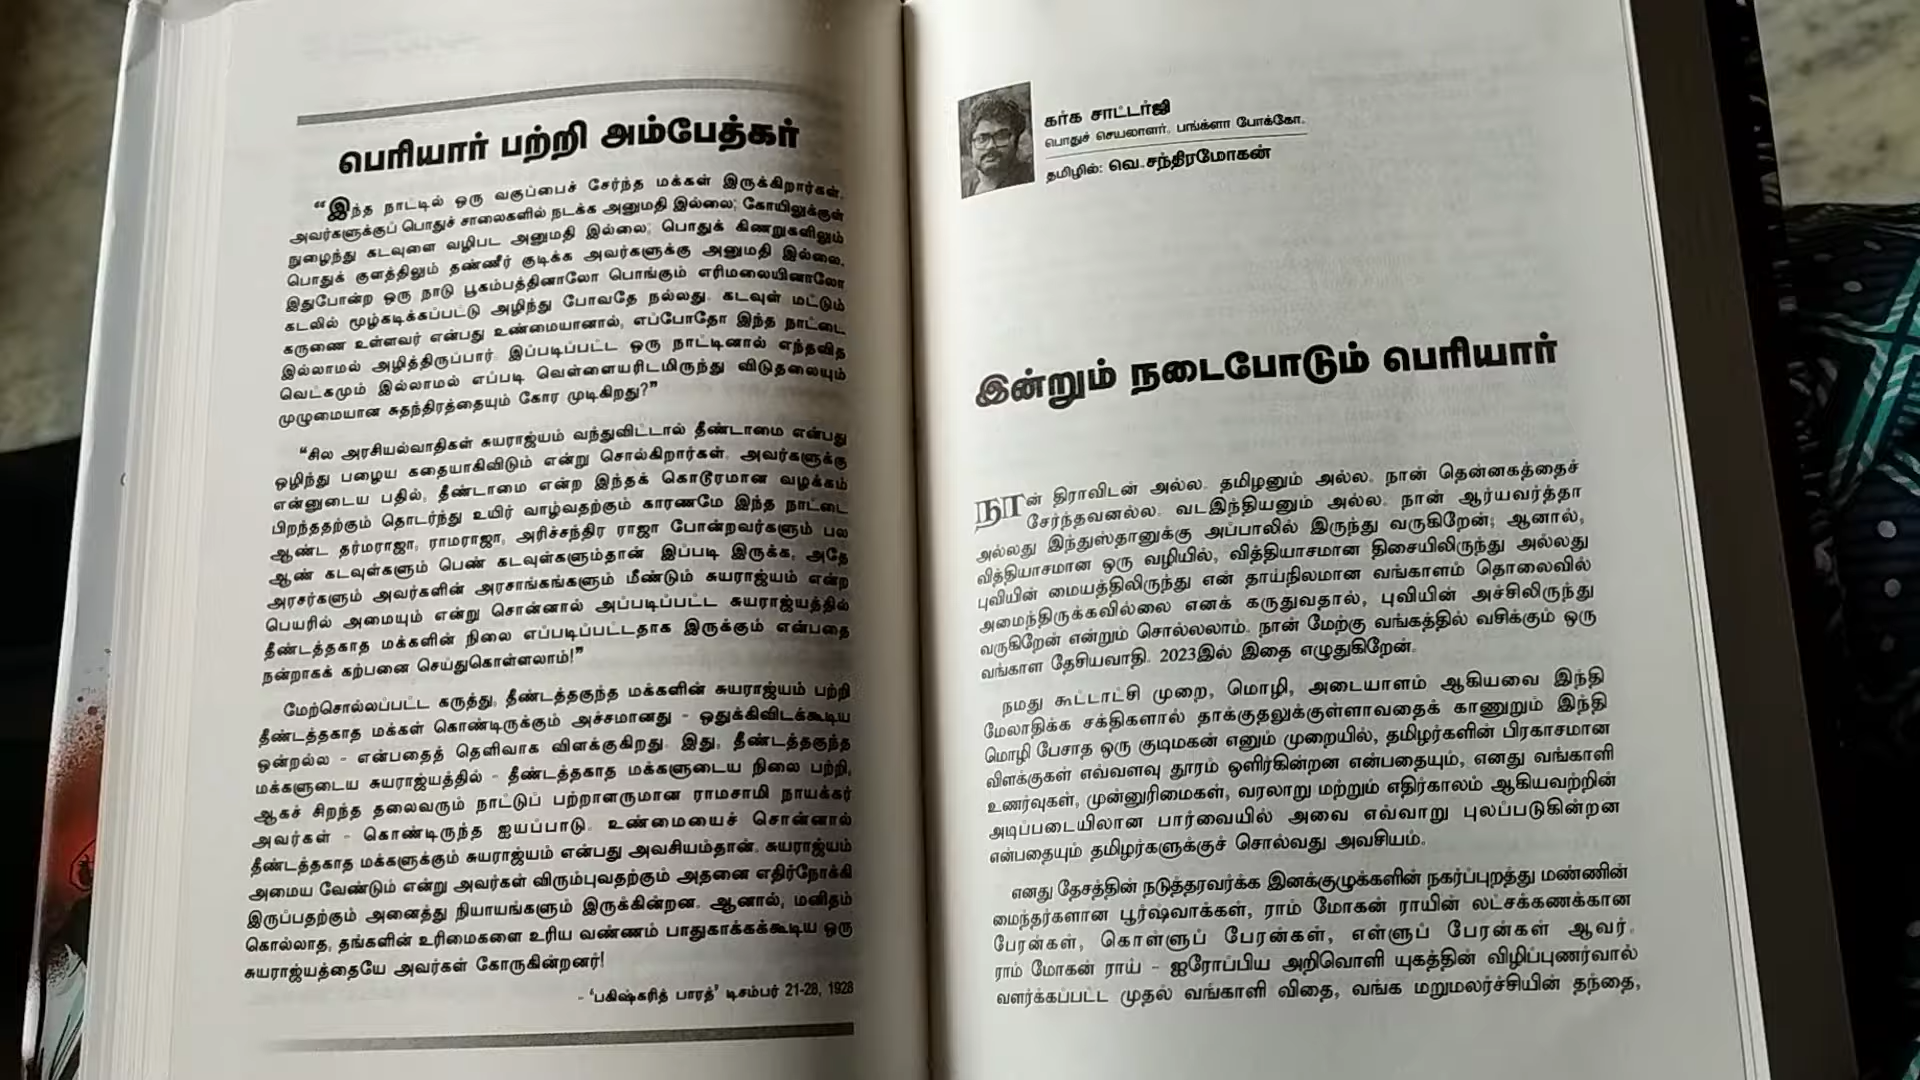 பெரியார் பற்றி அம்பேத்கர்
“இந்த நாட்டில் ஒரு வகுப்பைச் சேர்ந்த மக்கள் இருக்கிறார்கள்.
அவர்களுக்குப் பொதுச் சாலைகளில் நடக்க அனுமதி இல்லை; கோயிலுக்குள்
நுழைந்து கடவுளை வழிபட அனுமதி இல்லை; பொதுக் கிணறுகளிலும்
பொதுக் குளத்திலும் தண்ணீர் குடிக்க அவர்களுக்கு அனுமதி இல்லை.
இதுபோன்ற ஒரு நாடு பூகம்பத்தினாலோ பொங்கும் எரிமலையினாலோ
கடலில் மூழ்கடிக்கப்பட்டு அழிந்து போவதே நல்லது. கடவுள் மட்டும்
கருணை உள்ளவர் என்பது உண்மையானால், எப்போதோ இந்த நாட்டை
இல்லாமல் அழித்திருப்பார். இப்படிப்பட்ட ஒரு நாட்டினால் எந்தவித
வெட்கமும் இல்லாமல் எப்படி வெள்ளையரிடமிருந்து விடுதலையும்
முழுமையான சுதந்திரத்தையும் கோர முடிகிறது?”
“சில அரசியல்வாதிகள் சுயராஜ்யம் வந்துவிட்டால் தீண்டாமை என்பது
ஒழிந்து பழைய கதையாகிவிடும் என்று சொல்கிறார்கள். அவர்களுக்கு
என்னுடைய பதில், தீண்டாமை என்ற இந்தக் கொடூரமான வழக்கம்
பிறந்ததற்கும் தொடர்ந்து உயிர் வாழ்வதற்கும் காரணமே இந்த நாட்டை
ஆண்ட தர்மராஜா, ராமராஜா, அரிச்சந்திர ராஜா போன்றவர்களும் பல
ஆண் கடவுள்களும் பெண் கடவுள்களும்தான். இப்படி இருக்க, அதே
அரசர்களும் அவர்களின் அரசாங்கங்களும் மீண்டும் சுயராஜ்யம் என்ற
பெயரில் அமையும் என்று சொன்னால் அப்படிப்பட்ட சுயராஜ்யத்தில்
தீண்டத்தகாத மக்களின் நிலை எப்படிப்பட்டதாக இருக்கும் என்பதை
நன்றாகக் கற்பனை செய்துகொள்ளலாம்!”
மேற்சொல்லப்பட்ட கருத்து, தீண்டத்தகுந்த மக்களின் சுயராஜ்யம் பற்றி
தீண்டத்தகாத மக்கள் கொண்டிருக்கும் அச்சமானது – ஒதுக்கிவிடக்கூடிய
ஒன்றல்ல – என்பதைத் தெளிவாக விளக்குகிறது. இது, தீண்டத்தகுந்த
மக்களுடைய சுயராஜ்யத்தில் – தீண்டத்தகாத மக்களுடைய நிலை பற்றி,
ஆகச் சிறந்த தலைவரும் நாட்டுப் பற்றாளருமான ராமசாமி நாயக்கர்
அவர்கள் – கொண்டிருந்த ஐயப்பாடு. உண்மையைச் சொன்னால்
தீண்டத்தகாத மக்களுக்கும் சுயராஜ்யம் என்பது அவசியம்தான். சுயராஜ்யம்
அமைய வேண்டும் என்று அவர்கள் விரும்புவதற்கும் அதனை எதிர்நோக்கி
இருப்பதற்கும் அனைத்து நியாயங்களும் இருக்கின்றன. ஆனால், மனிதம்
கொல்லாத, தங்களின் உரிமைகளை உரிய வண்ணம் பாதுகாக்கக்கூடிய ஒரு
சுயராஜ்யத்தையே அவர்கள் கோருகின்றனர்!
– ‘பகிஷ்கரித் பாரத்’ டிசம்பர் 21-28, 1928
கர்க சாட்டர்ஜி
பொதுச் செயலாளர், பங்க்ளா போக்கோ.
தமிழில்: வெ.சந்திரமோகன்
இன்றும் நடைபோடும் பெரியார்
நான் திராவிடன் அல்ல. தமிழனும் அல்ல. நான் தென்னகத்தைச்
சேர்ந்தவனல்ல. வடஇந்தியனும் அல்ல. நான் ஆர்யவர்த்தா
அல்லது இந்துஸ்தானுக்கு அப்பாலில் இருந்து வருகிறேன்; ஆனால்,
வித்தியாசமான ஒரு வழியில், வித்தியாசமான திசையிலிருந்து அல்லது
புவியின் மையத்திலிருந்து என் தாய்நிலமான வங்காளம் தொலைவில்
அமைந்திருக்கவில்லை எனக் கருதுவதால், புவியின் அச்சிலிருந்து
வருகிறேன் என்றும் சொல்லலாம். நான் மேற்கு வங்கத்தில் வசிக்கும் ஒரு
வங்காள தேசியவாதி. 2023இல் இதை எழுதுகிறேன்.
நமது கூட்டாட்சி முறை, மொழி, அடையாளம் ஆகியவை இந்தி
மேலாதிக்க சக்திகளால் தாக்குதலுக்குள்ளாவதைக் காணுறும் இந்தி
மொழி பேசாத ஒரு குடிமகன் எனும் முறையில், தமிழர்களின் பிரகாசமான
விளக்குகள் எவ்வளவு தூரம் ஒளிர்கின்றன என்பதையும், எனது வங்காளி
உணர்வுகள், முன்னுரிமைகள், வரலாறு மற்றும் எதிர்காலம் ஆகியவற்றின்
அடிப்படையிலான பார்வையில் அவை எவ்வாறு புலப்படுகின்றன
என்பதையும் தமிழர்களுக்குச் சொல்வது அவசியம்.
எனது தேசத்தின் நடுத்தரவர்க்க இனக்குழுக்களின் நகர்ப்புறத்து மண்ணின்
மைந்தர்களான பூர்ஷ்வாக்கள், ராம் மோகன் ராயின் லட்சக்கணக்கான
பேரன்கள், கொள்ளுப் பேரன்கள், எள்ளுப் பேரன்கள் ஆவர்.
ராம் மோகன் ராய் – ஐரோப்பிய அறிவொளி யுகத்தின் விழிப்புணர்வால்
வளர்க்கப்பட்ட முதல் வங்காளி விதை, வங்க மறுமலர்ச்சியின் தந்தை,